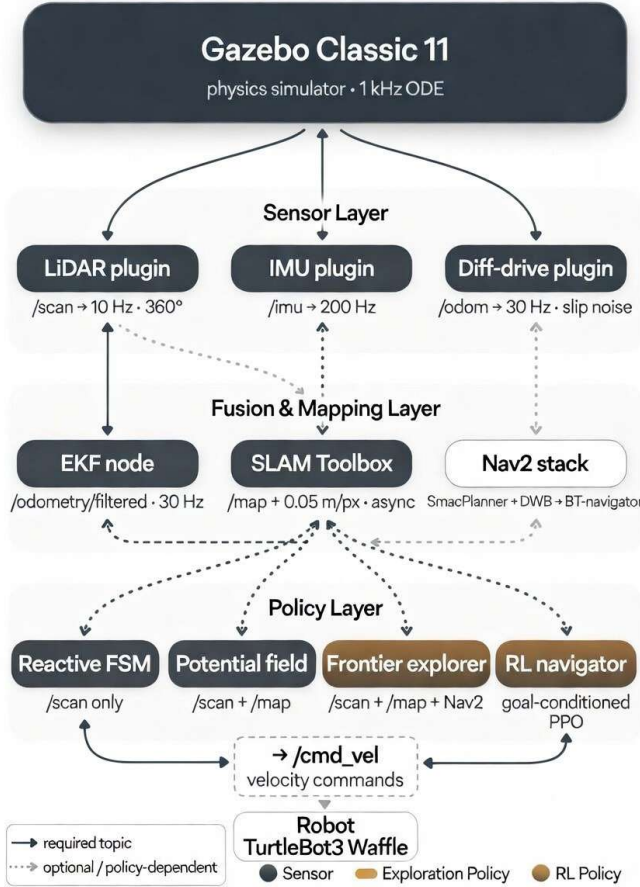 Gazebo Classic 11
physics simulator • 1 kHz ODE
Sensor Layer
LiDAR plugin
/scan → 10 Hz · 360°
IMU plugin
/imu → 200 Hz
Diff-drive plugin
/odom → 30 Hz · slip noise
Fusion & Mapping Layer
EKF node
/odometry/filtered · 30 Hz
SLAM Toolbox
/map + 0.05 m/px · async
Nav2 stack
SmacPlanner + DWB → BT-navigator
Policy Layer
Reactive FSM
/scan only
Potential field
/scan + /map
Frontier explorer
/scan + /map + Nav2
RL navigator
goal-conditioned
PPO
→ /cmd_vel
velocity commands
Robot
TurtleBot3 Waffle
required topic
optional / policy-dependent
Sensor
Exploration Policy
RL Policy